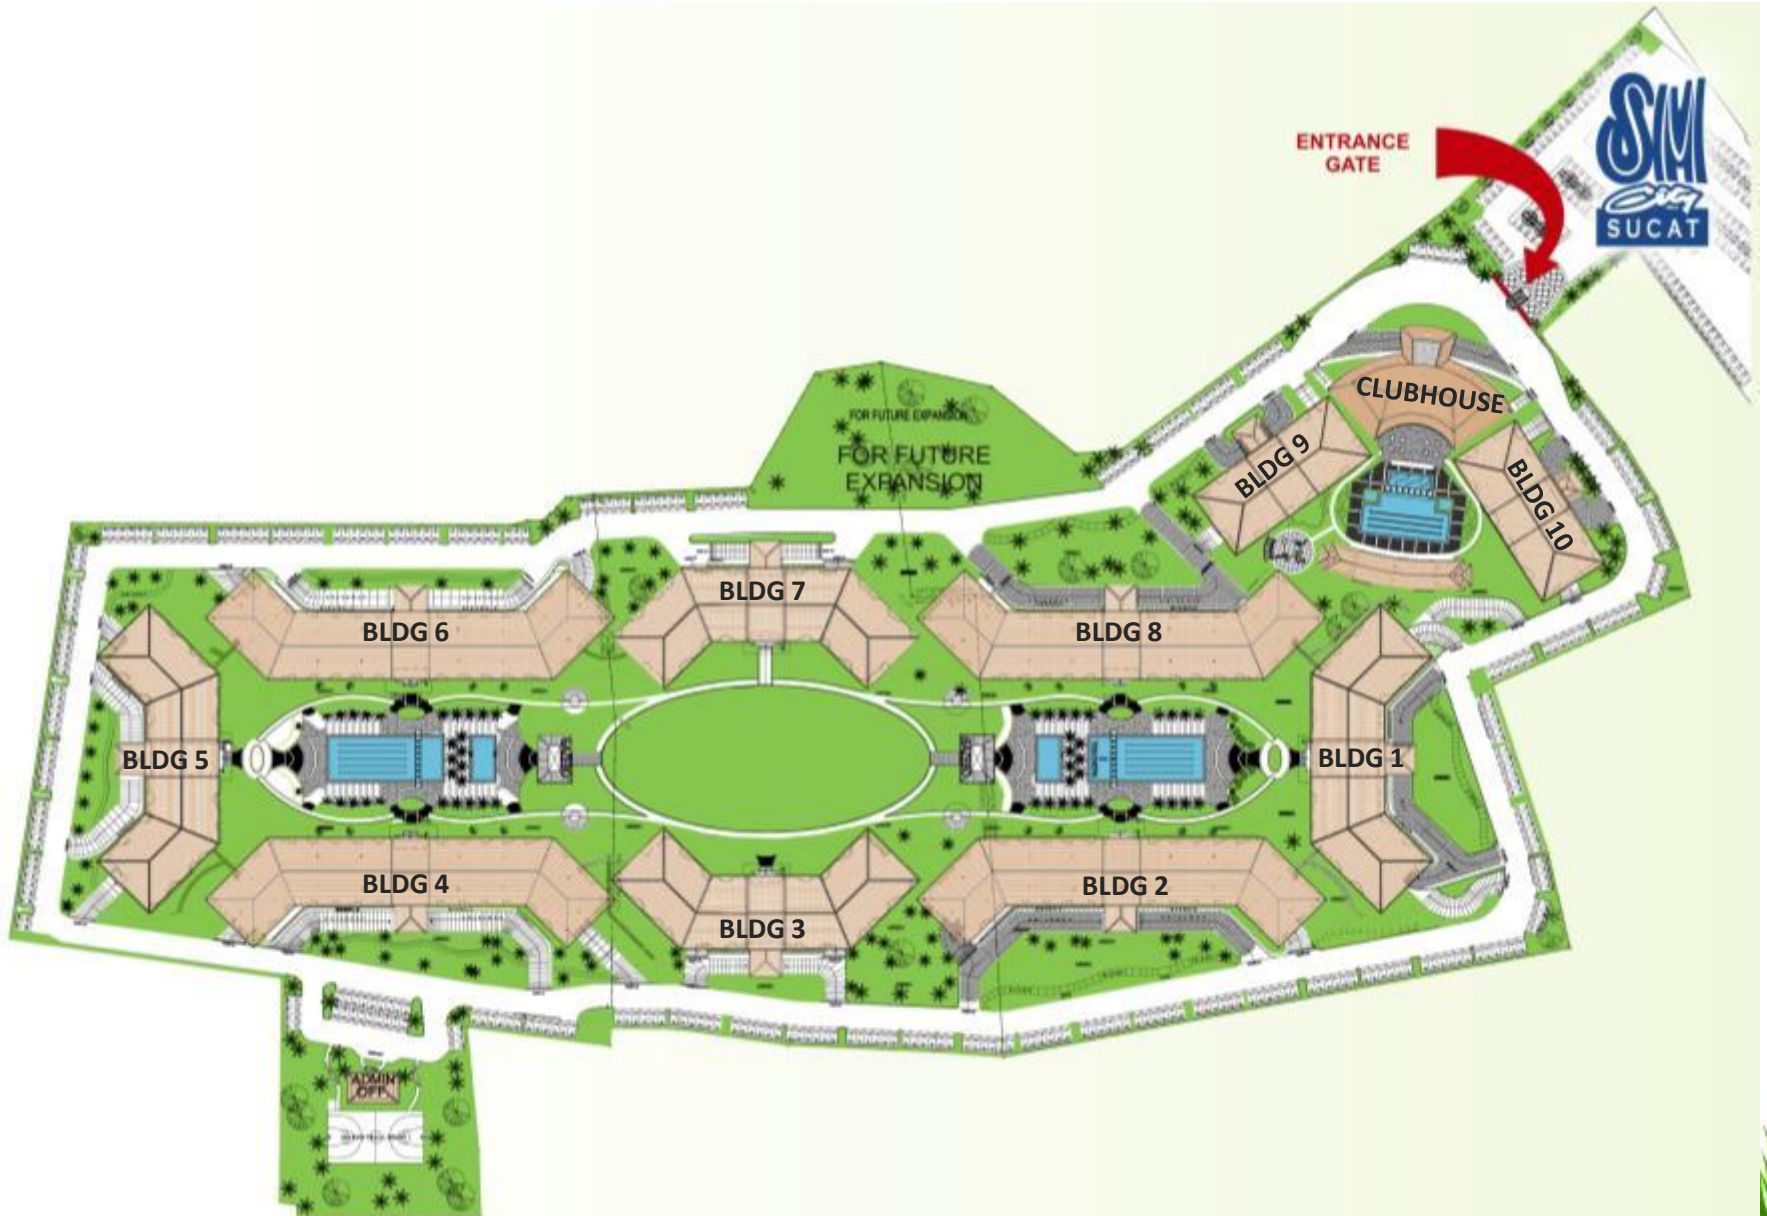 ENTRANCE
GATE
SM
City
SUCAT
CLUBHOUSE
FOR FUTURE EXPANSION
FOR FUTURE
EXPANSION
BLDG 9
BLDG 10
BLDG 7
BLDG 6
BLDG 8
BLDG 5
BLDG 1
BLDG 4
BLDG 2
BLDG 3
ADMIN
OFF.